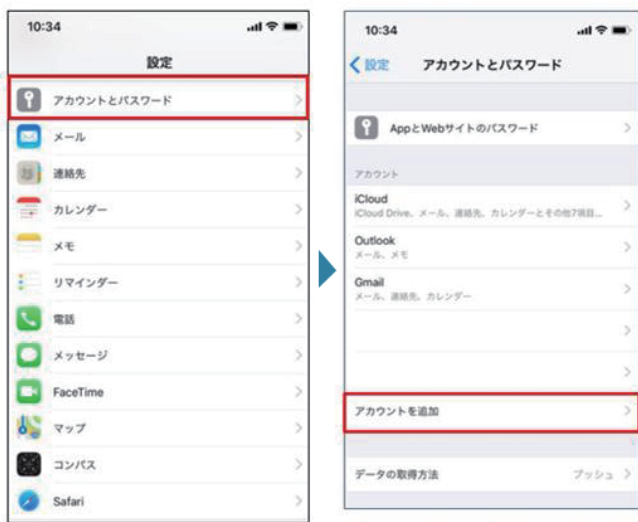 10:34
設定
アカウントとパスワード
メール
連絡先
カレンダー
メモ
リマインダー
電話
メッセージ
FaceTime
マップ
コンパス
Safari
10:34
設定 アカウントとパスワード
AppとWebサイトのパスワード
アカウント
iCloud
iCloud Drive、メール、連絡先、カレンダーとその他7項目...
Outlook
メール、メモ
Gmail
メール、連絡先、カレンダー
アカウントを追加
データの取得方法 プッシュ